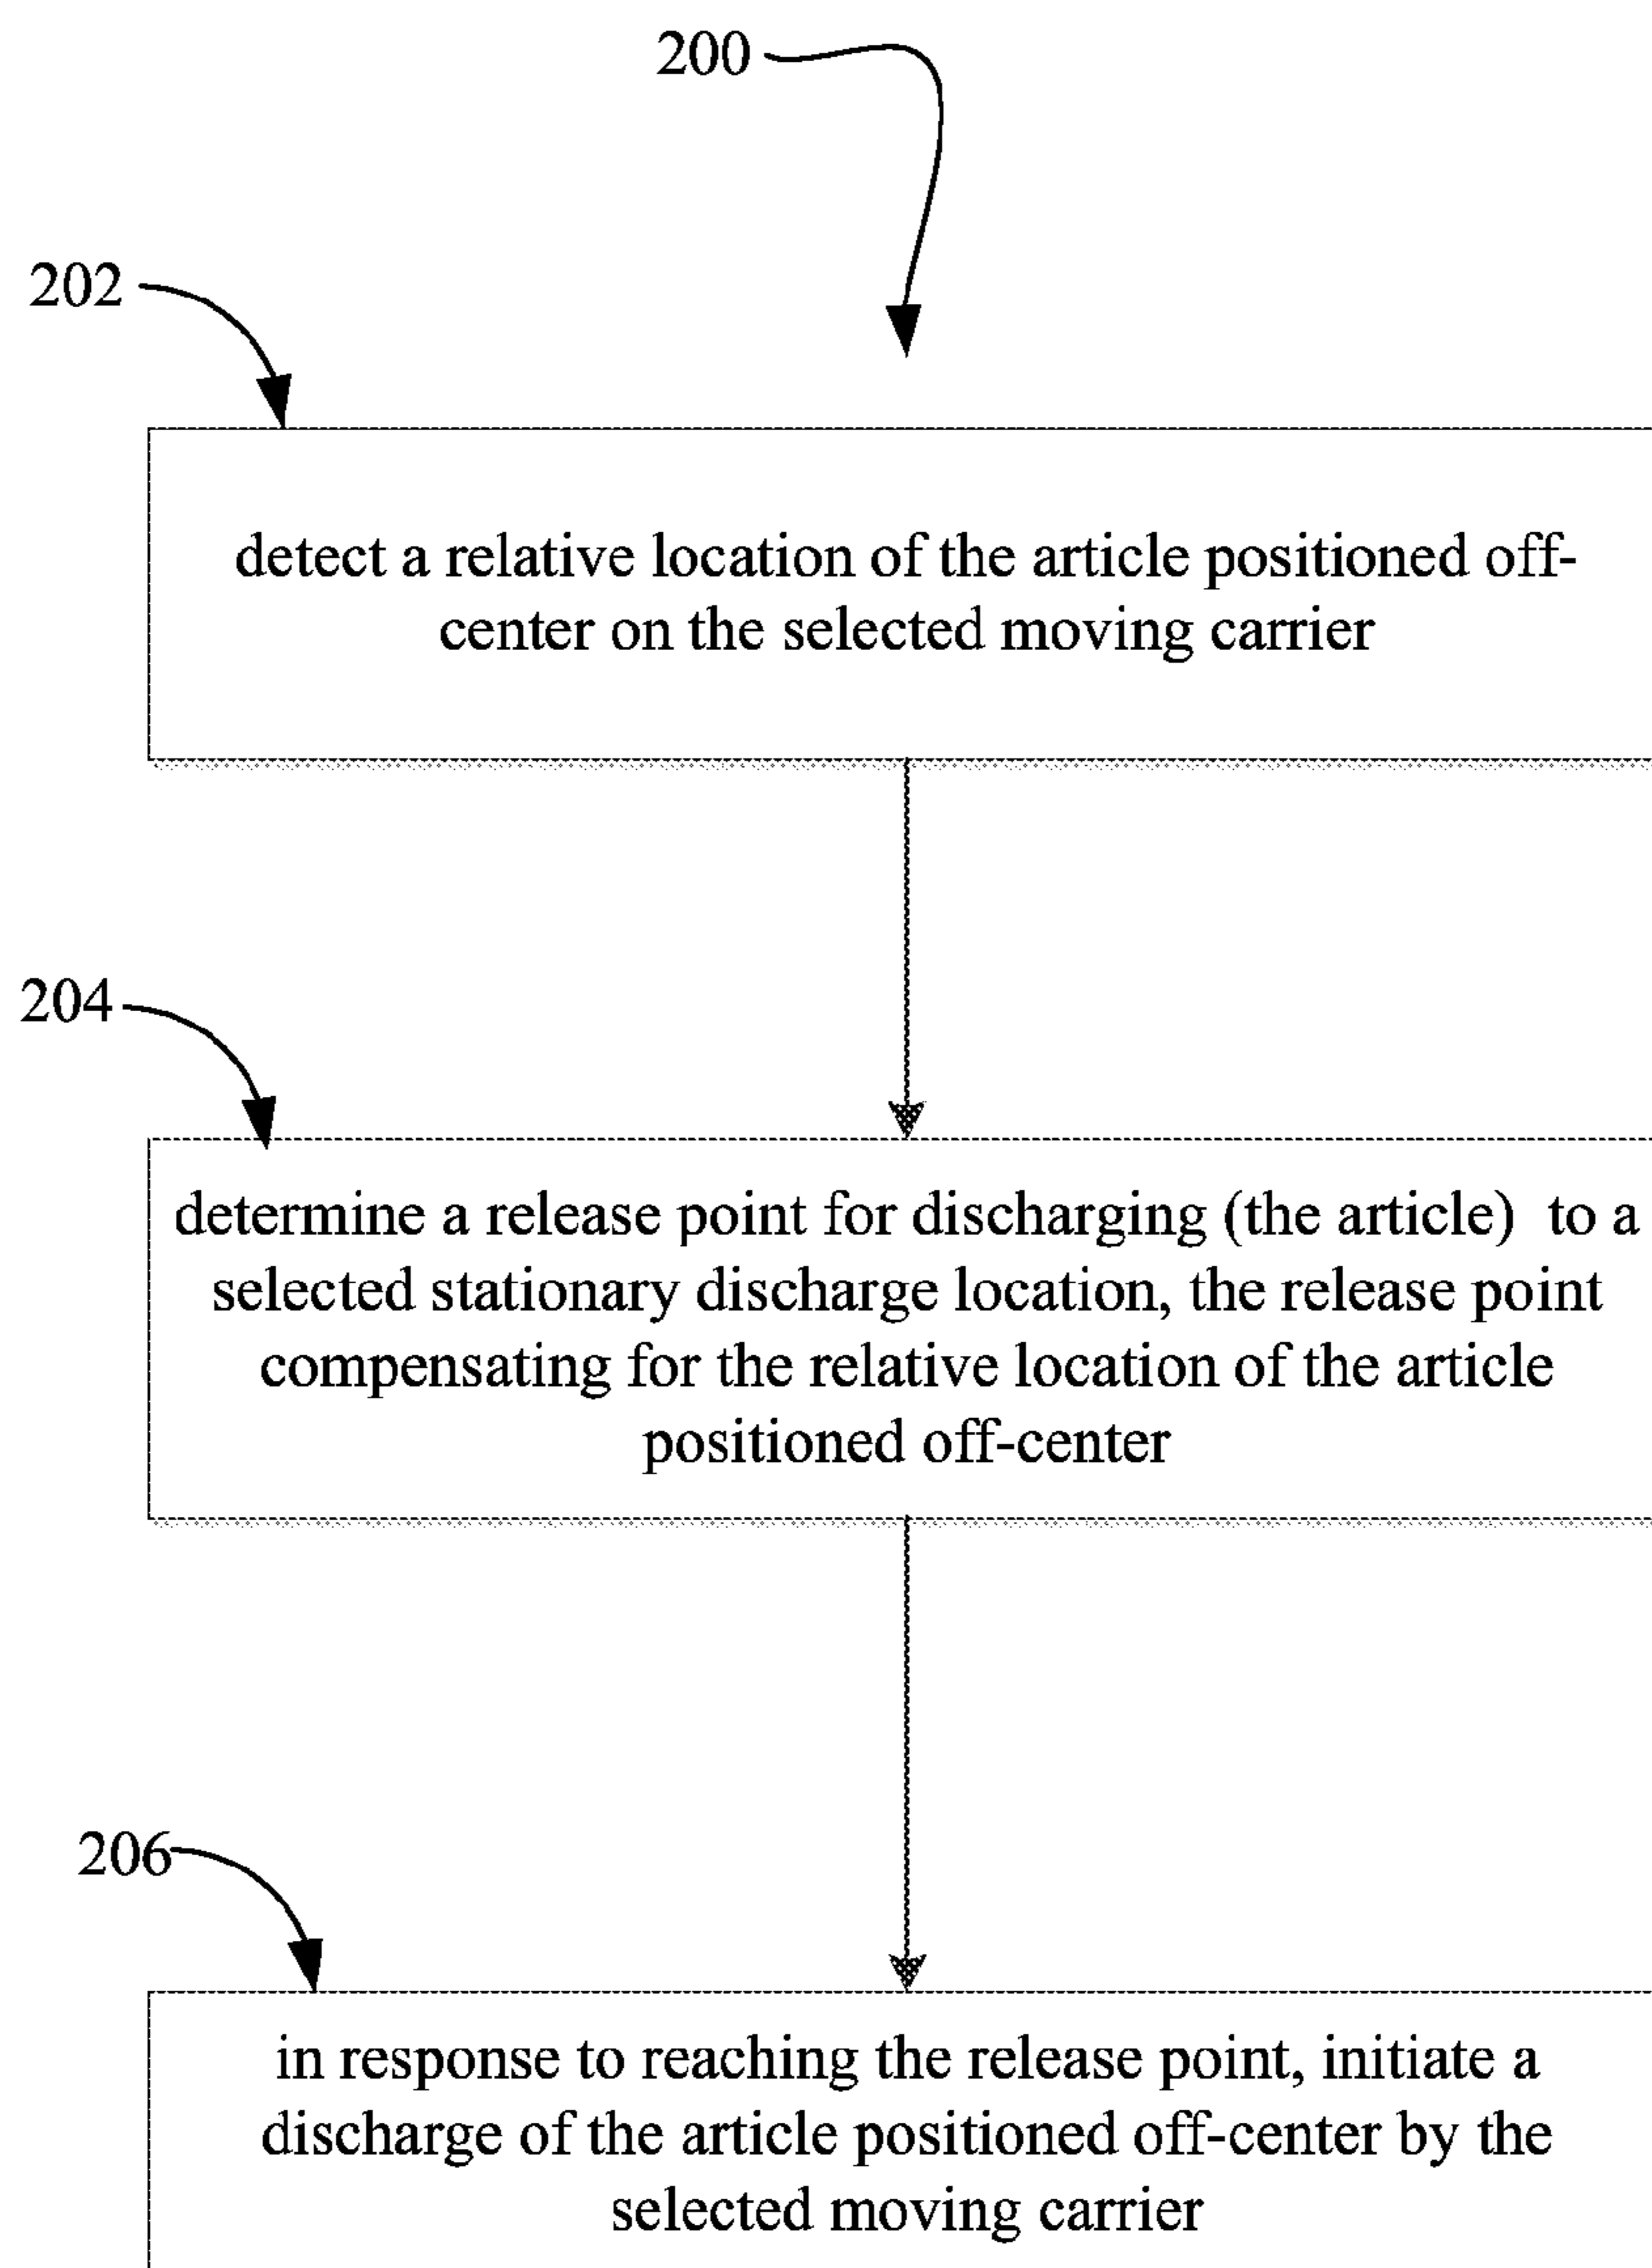 200
202
detect a relative location of the article positioned off-
center on the selected moving carrier
204
determine a release point for discharging (the article) to a
selected stationary discharge location, the release point
compensating for the relative location of the article
positioned off-center
206
in response to reaching the release point, initiate a
discharge of the article positioned off-center by the
selected moving carrier